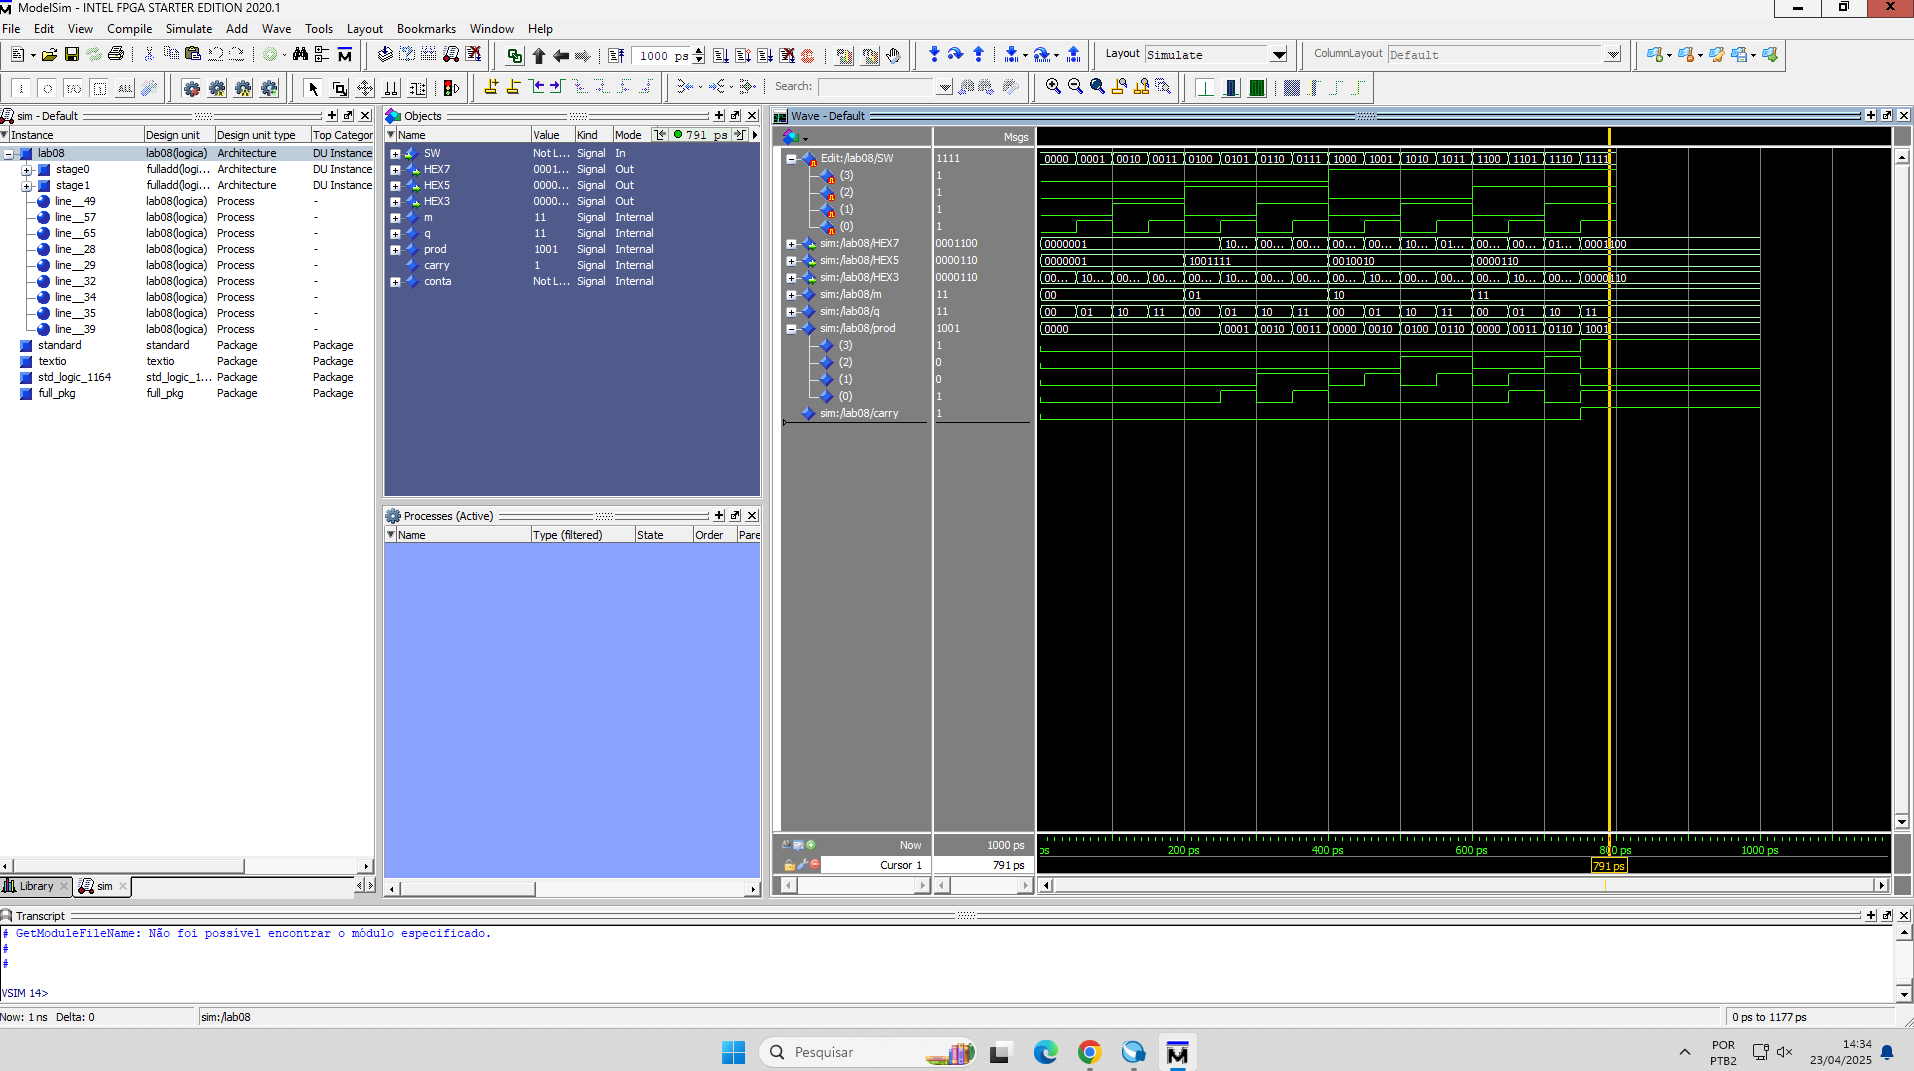 ModelSim - INTEL FPGA STARTER EDITION 2020.1
File Edit View Compile Simulate Add Wave Tools Layout Bookmarks Window Help
1000 ps
Layout Simulate
ColumnLayout Default
ALL
Search:
sim - Default
Instance Design unit Design unit type Top Categor
lab08 lab08(logica) Architecture DU Instance
stage0 fulladd(logi... Architecture DU Instance
stage1 fulladd(logi... Architecture DU Instance
line__49 lab08(logica) Process -
line__57 lab08(logica) Process -
line__65 lab08(logica) Process -
line__28 lab08(logica) Process -
line__29 lab08(logica) Process -
line__32 lab08(logica) Process -
line__34 lab08(logica) Process -
line__35 lab08(logica) Process -
line__39 lab08(logica) Process -
standard standard Package Package
textio textio Package Package
std_logic_1164 std_logic_1... Package Package
full_pkg full_pkg Package Package
Library sim
Objects
Name Value Kind Mode 791 ps
SW Not L... Signal In
HEX7 0001... Signal Out
HEX5 0000... Signal Out
HEX3 0000... Signal Out
m 11 Signal Internal
q 11 Signal Internal
prod 1001 Signal Internal
carry 1 Signal Internal
conta Not L... Signal Internal
Processes (Active)
Name Type (filtered) State Order Pare
Wave - Default
Msgs
Edit:/lab08/SW 1111 0000 0001 0010 0011 0100 0101 0110 0111 1000 1001 1010 1011 1100 1101 1110 1111
(3) 1
(2) 1
(1) 1
(0) 1
sim:/lab08/HEX7 0001100 0000001 10... 00... 00... 00... 00... 10... 01... 00... 00... 01... 0001100
sim:/lab08/HEX5 0000110 0000001 1001111 0010010 0000110
sim:/lab08/HEX3 0000110 00... 10... 00... 00... 00... 10... 00... 00... 00... 10... 00... 00... 00... 10... 00... 0000110
sim:/lab08/m 11 00 01 10 11
sim:/lab08/q 11 00 01 10 11 00 01 10 11 00 01 10 11 00 01 10 11
sim:/lab08/prod 1001 0000 0001 0010 0011 0000 0010 0100 0110 0000 0011 0110 1001
(3) 1
(2) 0
(1) 0
(0) 1
sim:/lab08/carry 1
Now 1000 ps ps 200 ps 400 ps 600 ps 800 ps 1000 ps
Cursor 1 791 ps 791 ps
Transcript
# GetModuleFileName: Não foi possível encontrar o módulo especificado.
#
#
VSIM 14>
Now: 1 ns Delta: 0 sim:/lab08 0 ps to 1177 ps
Pesquisar
POR
PTB2
14:34
23/04/2025